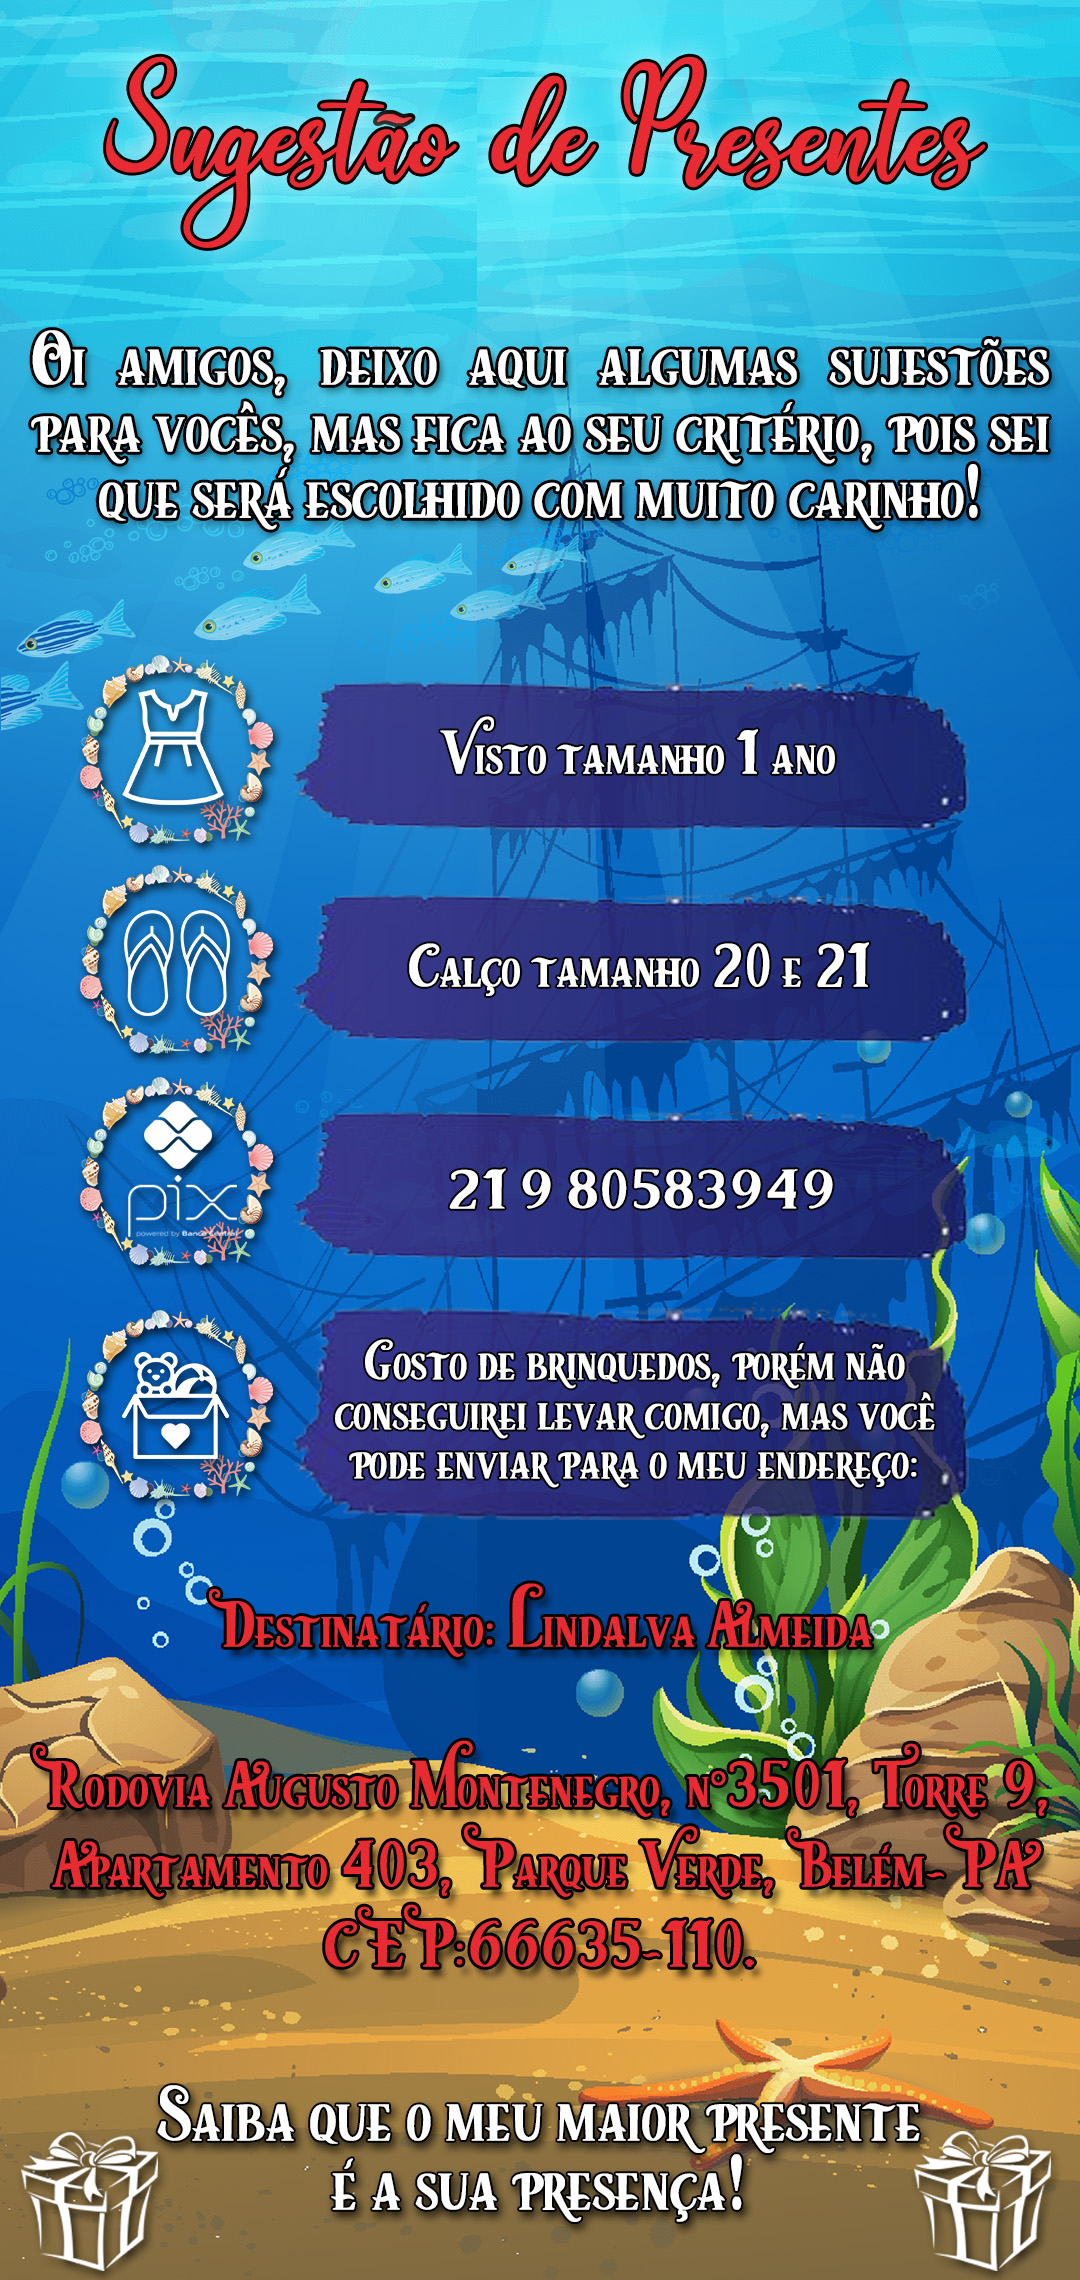 Sugestão de Presentes
Oi amigos, deixo aqui algumas sujestões
para vocês, mas fica ao seu critério, pois sei
que será escolhido com muito carinho!
Visto tamanho 1 ano
Calço tamanho 20 e 21
pix
powered by Banco Central
21 9 80583949
Gosto de brinquedos, porém não
conseguirei levar comigo, mas você
pode enviar para o meu endereço:
Destinatário: Lindalva Almeida
Rodovia Augusto Montenegro, n°3501, Torre 9,
Apartamento 403, Parque Verde, Belém- PA
CEP:66635-110.
Saiba que o meu maior presente
é a sua presença!